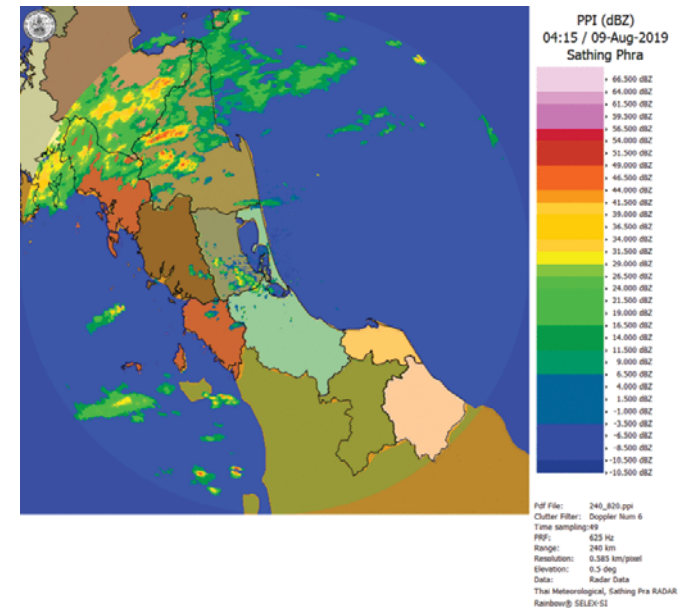 PPI (dBZ)
04:15 / 09-Aug-2019
Sathing Phra
66.500 dBZ
64.000 dBZ
61.500 dBZ
59.500 dBZ
56.500 dBZ
54.000 dBZ
51.500 dBZ
49.000 dBZ
46.500 dBZ
44.000 dBZ
41.500 dBZ
39.000 dBZ
36.500 dBZ
34.000 dBZ
31.500 dBZ
29.000 dBZ
26.500 dBZ
24.000 dBZ
21.500 dBZ
19.000 dBZ
16.500 dBZ
14.000 dBZ
11.500 dBZ
9.000 dBZ
6.500 dBZ
4.000 dBZ
1.500 dBZ
-1.000 dBZ
-3.500 dBZ
-6.500 dBZ
-8.500 dBZ
-10.500 dBZ
-10.500 dBZ
Pdf File: 240_820.ppi
Clutter Filter: Doppler Num 6
Time sampling:49
PRF: 625 Hz
Range: 240 km
Resolution: 0.585 km/pixel
Elevation: 0.5 deg
Data: Radar Data
Thai Meteorological, Sathing Pra RADAR
Rainbow® SELEX-SI